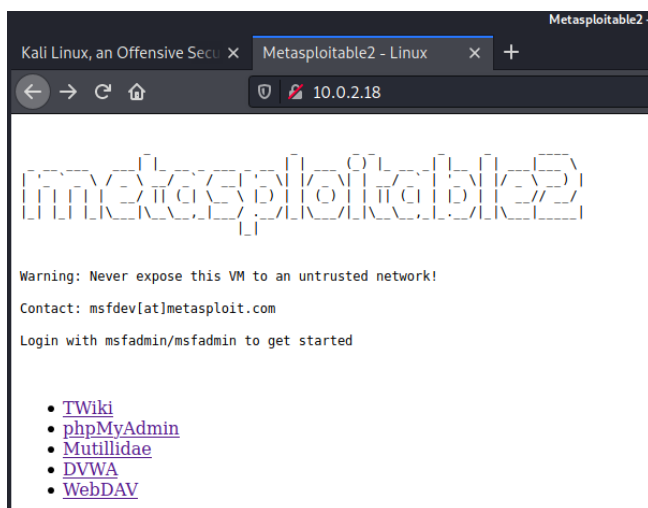 Metasploitable2 -
Kali Linux, an Offensive Secu
Metasploitable2 - Linux
10.0.2.18
metasploitable2
Warning: Never expose this VM to an untrusted network!
Contact: msfdev[at]metasploit.com
Login with msfadmin/msfadmin to get started
TWiki
phpMyAdmin
Mutillidae
DVWA
WebDAV